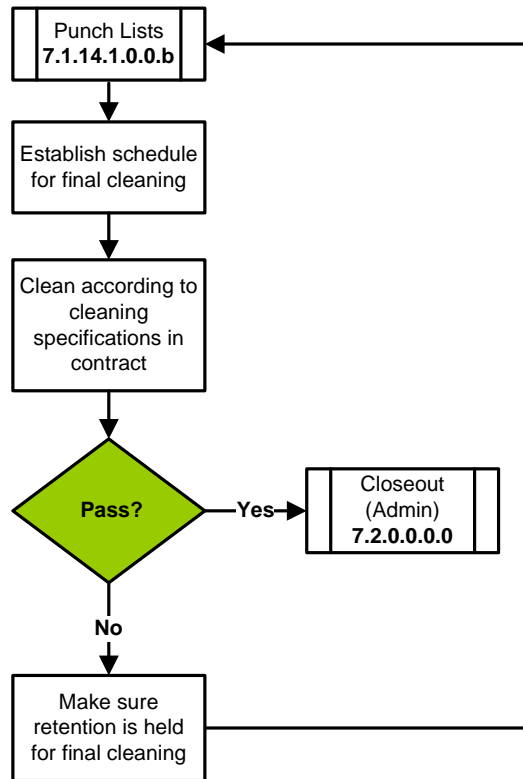 Punch Lists
7.1.14.1.0.0.b
Establish schedule
for final cleaning
Clean according to
cleaning
specifications in
contract
Pass?
Yes
Closeout
(Admin)
7.2.0.0.0.0
No
Make sure
retention is held
for final cleaning